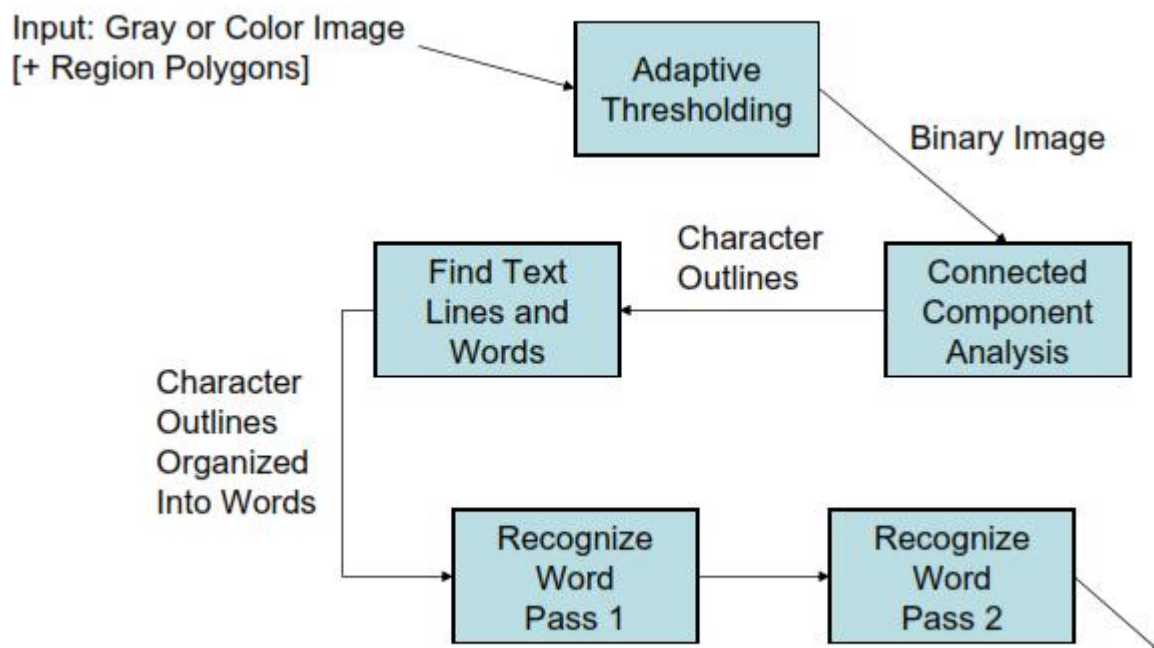 Input: Gray or Color Image
[+ Region Polygons]
Adaptive
Thresholding
Binary Image
Character
Outlines
Connected
Component
Analysis
Find Text
Lines and
Words
Character
Outlines
Organized
Into Words
Recognize
Word
Pass 1
Recognize
Word
Pass 2